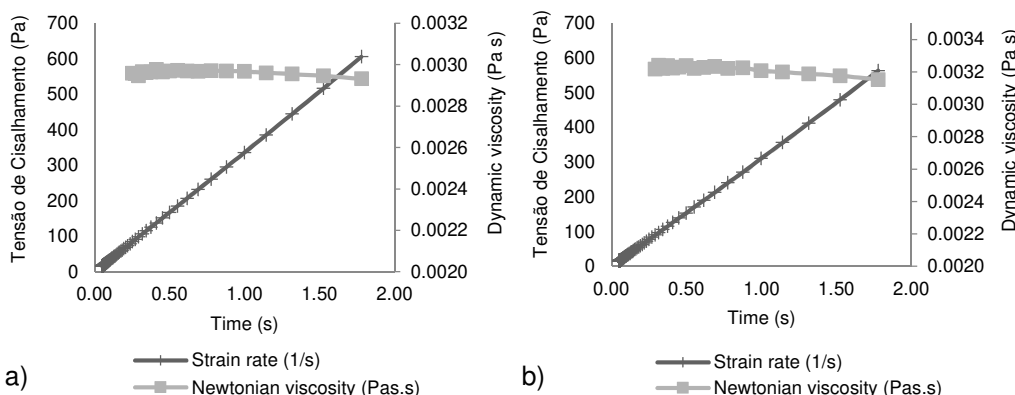 Tensão de Cisalhamento (Pa)
700
600
500
400
300
200
100
0
0.0032
0.0030
0.0028
0.0026
0.0024
0.0022
0.0020
Dynamic viscosity (Pa s)
0.00 0.50 1.00 1.50 2.00
Time (s)
Strain rate (1/s)
Newtonian viscosity (Pas.s)
a)
Tensão de Cisalhamento (Pa)
700
600
500
400
300
200
100
0
0.0034
0.0032
0.0030
0.0028
0.0026
0.0024
0.0022
0.0020
Dynamic viscosity (Pa s)
0.00 0.50 1.00 1.50 2.00
Time (s)
Strain rate (1/s)
Newtonian viscosity (Pas.s)
b)